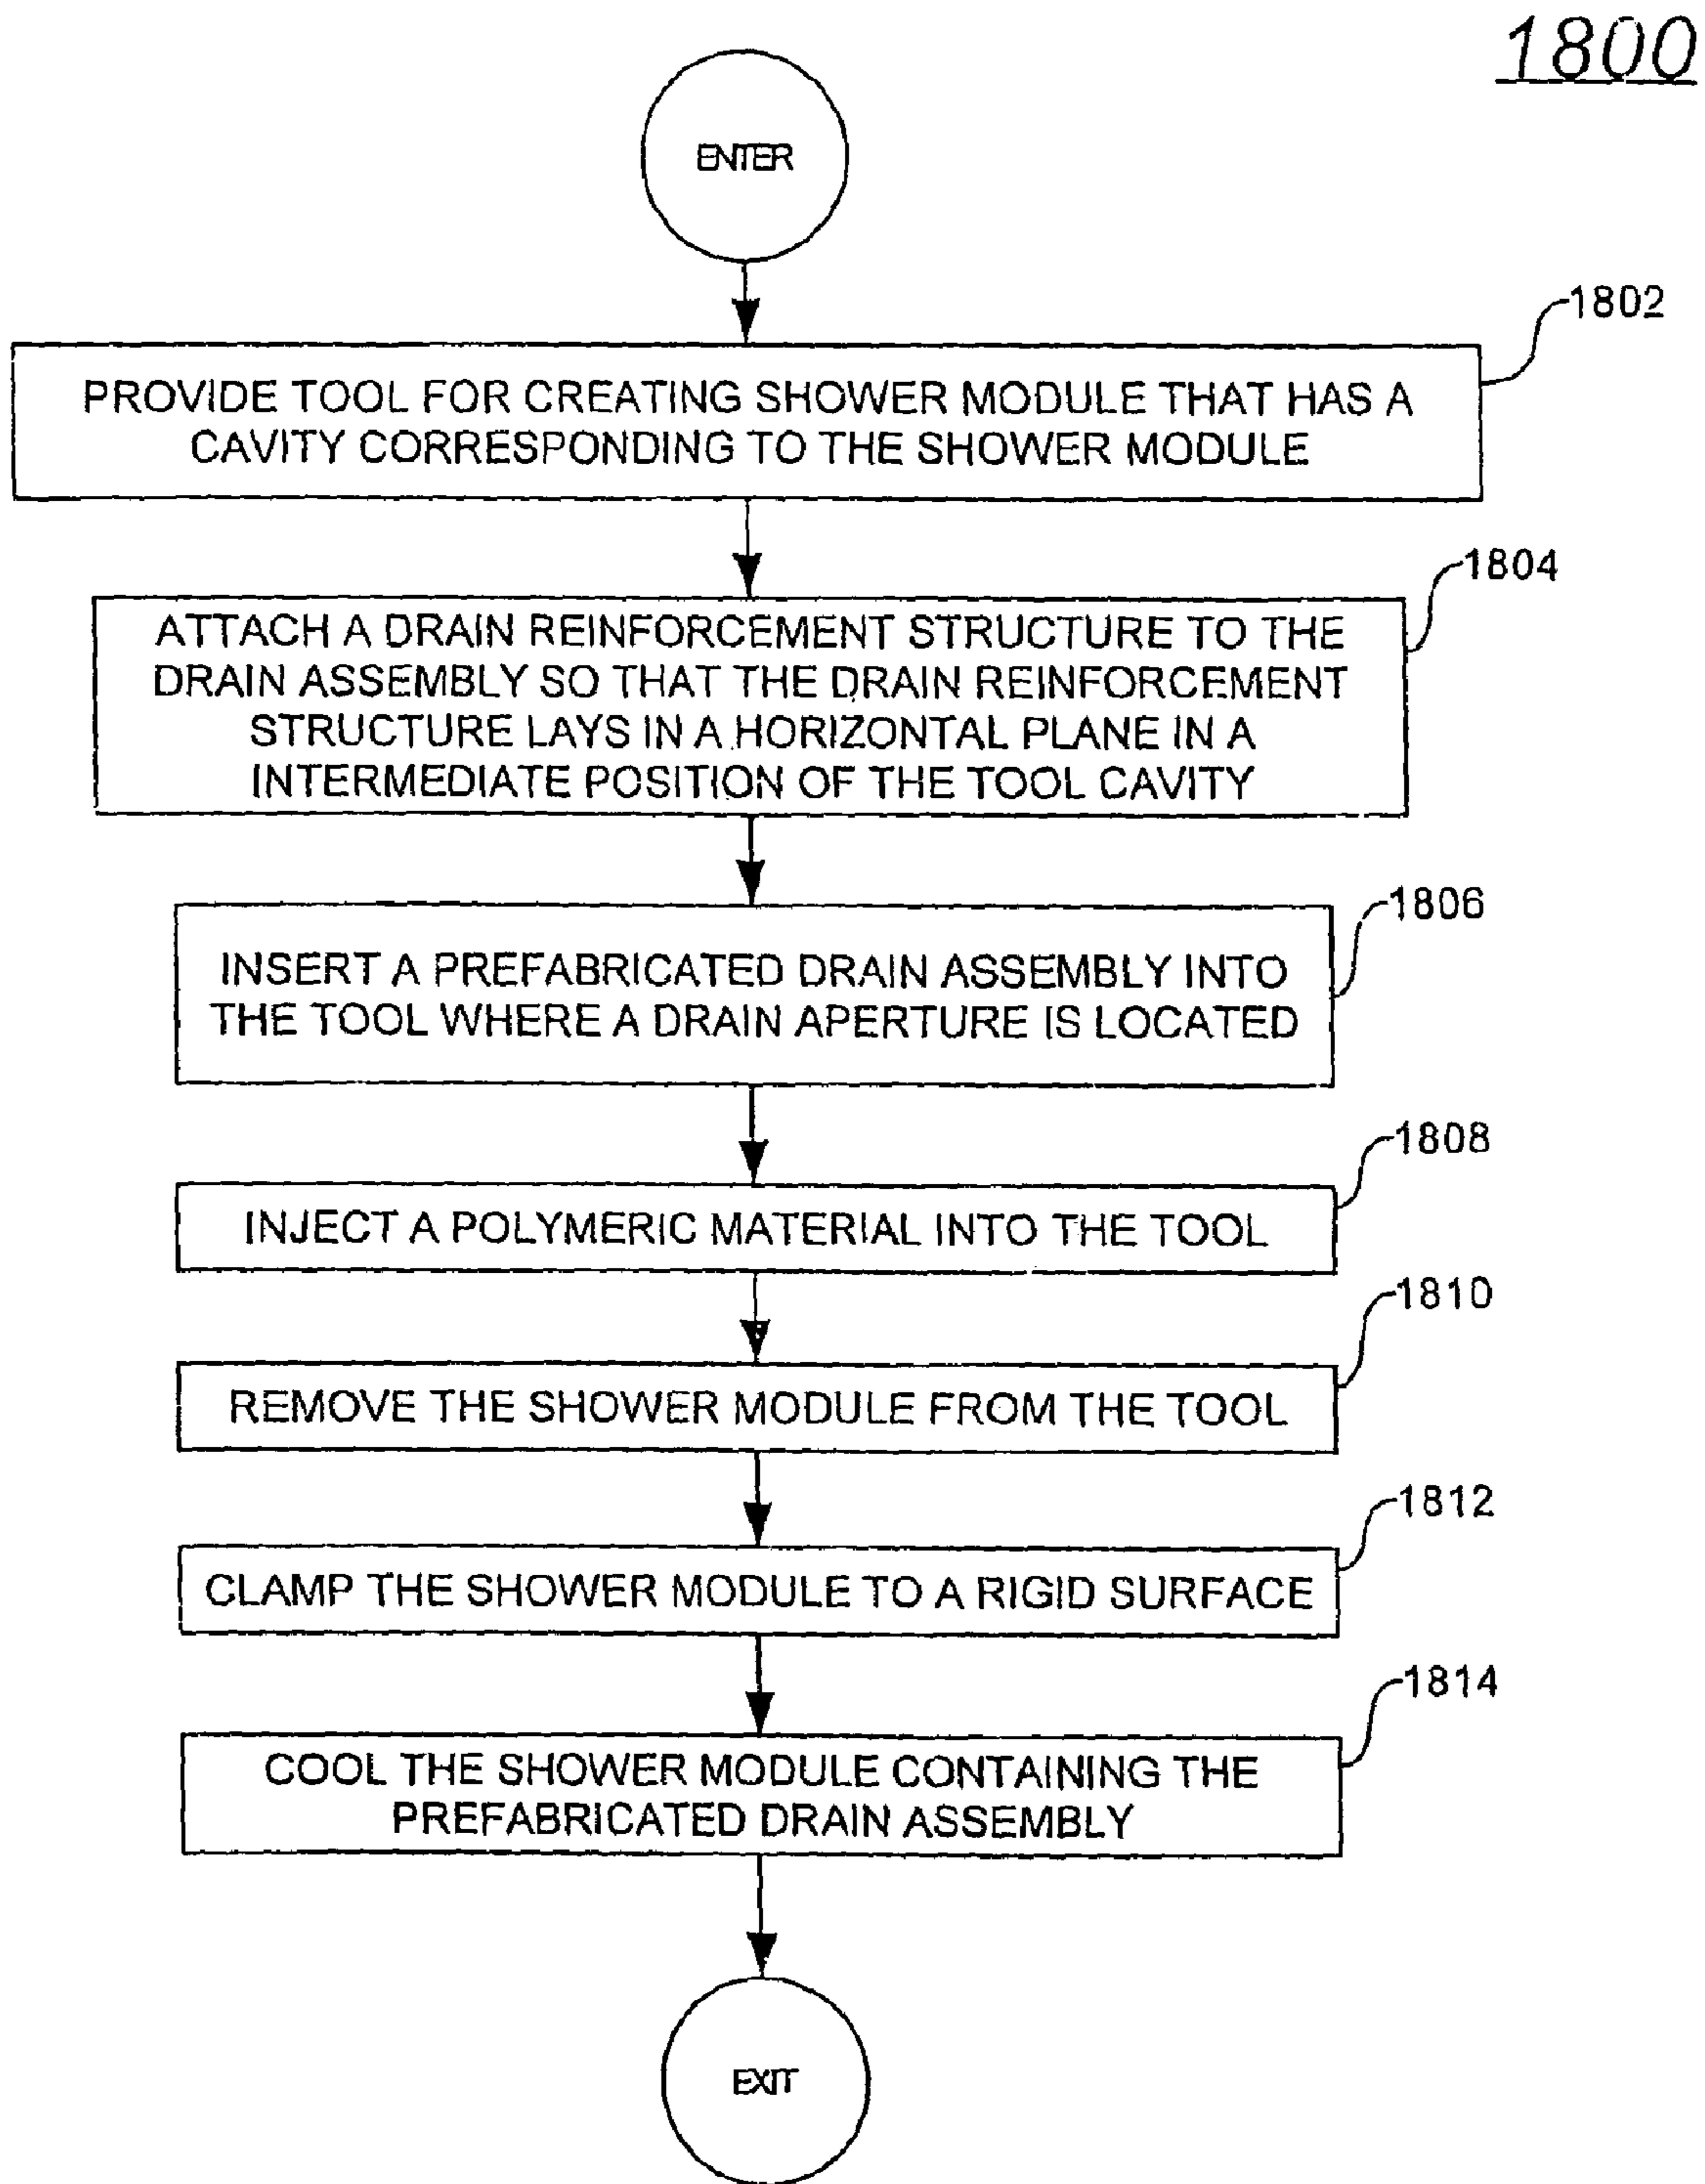 1800
ENTER
1802
PROVIDE TOOL FOR CREATING SHOWER MODULE THAT HAS A
CAVITY CORRESPONDING TO THE SHOWER MODULE
1804
ATTACH A DRAIN REINFORCEMENT STRUCTURE TO THE
DRAIN ASSEMBLY SO THAT THE DRAIN REINFORCEMENT
STRUCTURE LAYS IN A HORIZONTAL PLANE IN A
INTERMEDIATE POSITION OF THE TOOL CAVITY
1806
INSERT A PREFABRICATED DRAIN ASSEMBLY INTO
THE TOOL WHERE A DRAIN APERTURE IS LOCATED
1808
INJECT A POLYMERIC MATERIAL INTO THE TOOL
1810
REMOVE THE SHOWER MODULE FROM THE TOOL
1812
CLAMP THE SHOWER MODULE TO A RIGID SURFACE
1814
COOL THE SHOWER MODULE CONTAINING THE
PREFABRICATED DRAIN ASSEMBLY
EXIT